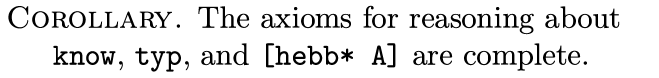 COROLLARY. The axioms for reasoning about
know, typ, and [hebb* A] are complete.